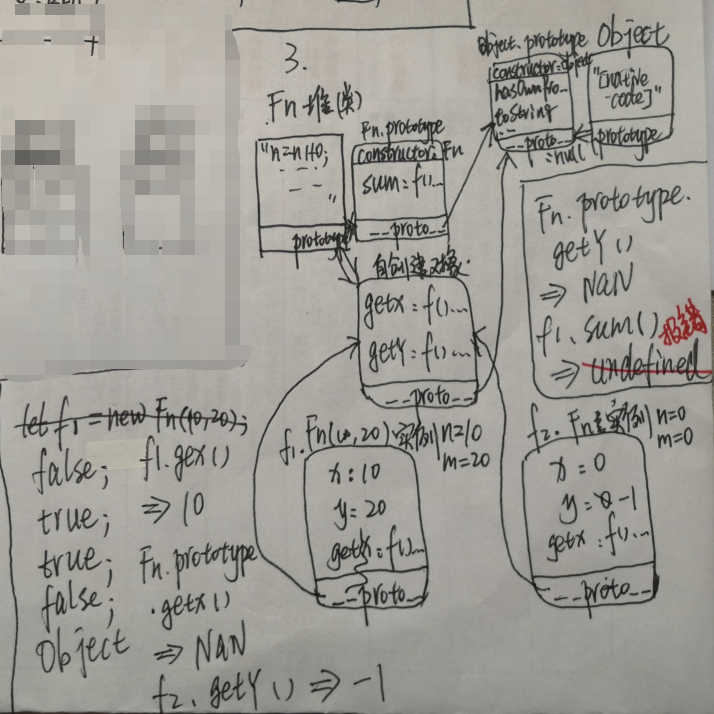 3.
Fn 堆(类)
"n=n||0;
"
prototype
Fn.prototype
constructor: Fn
sum: f()...
__proto__
Object.prototype
constructor: object
hasOwnPro-
toString
...
__proto__
:null
Object
"[native
code]"
prototype
自创建对象.
getX: f()...
getY: f()...
__proto__
Fn.prototype.
getY()
⇒ NaN
f1.sum() 报错
⇒ undefined
let f1 = new Fn(10,20);
false; f1.getX()
true; ⇒ 10
true; Fn.prototype
false; .getX()
Object ⇒ NaN
f2.getY() ⇒ -1
f1. Fn(10,20)实例 n=10
m=20
x: 10
y: 20
getX: f()...
__proto__
f2. Fn 实例 n=0
m=0
x: 0
y: -1
getX: f()...
__proto__